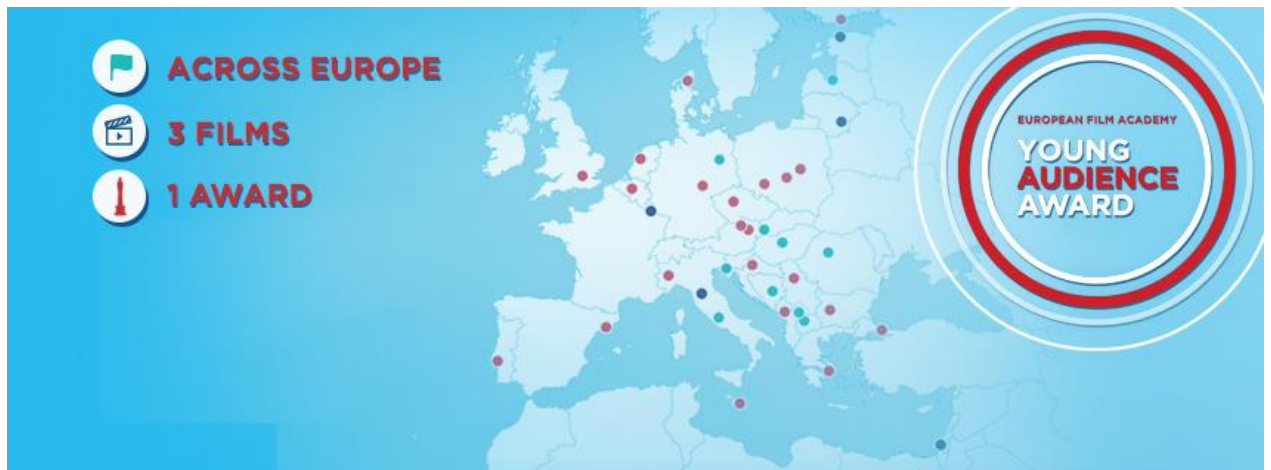 ACROSS EUROPE
3 FILMS
1 AWARD
EUROPEAN FILM ACADEMY
YOUNG
AUDIENCE
AWARD